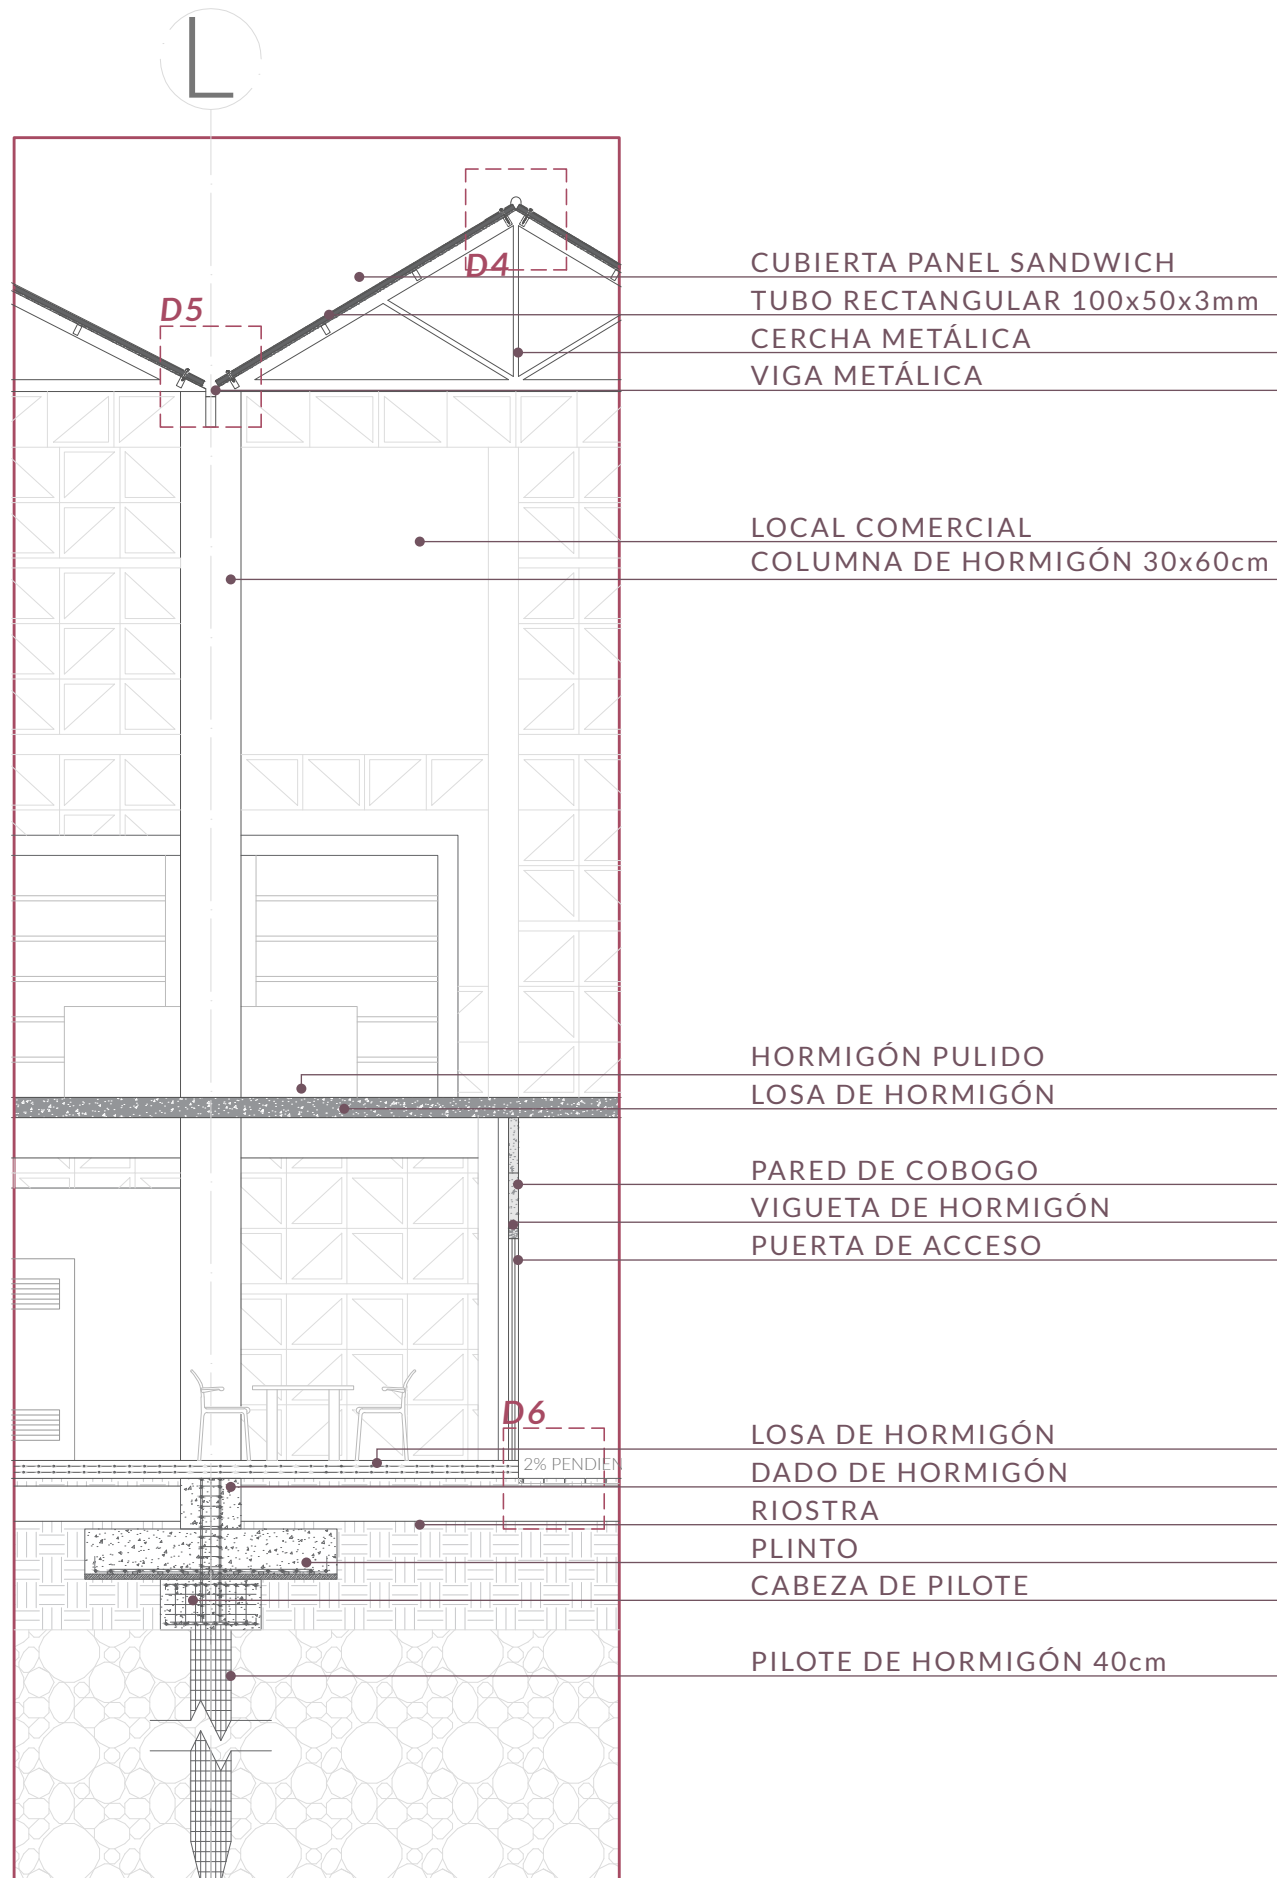 L
D4
D5
CUBIERTA PANEL SANDWICH
TUBO RECTANGULAR 100x50x3mm
CERCHA METÁLICA
VIGA METÁLICA
LOCAL COMERCIAL
COLUMNA DE HORMIGÓN 30x60cm
HORMIGÓN PULIDO
LOSA DE HORMIGÓN
PARED DE COBOGO
VIGUETA DE HORMIGÓN
PUERTA DE ACCESO
D6
LOSA DE HORMIGÓN
2% PENDIEN
DADO DE HORMIGÓN
RIOSTRA
PLINTO
CABEZA DE PILOTE
PILOTE DE HORMIGÓN 40cm